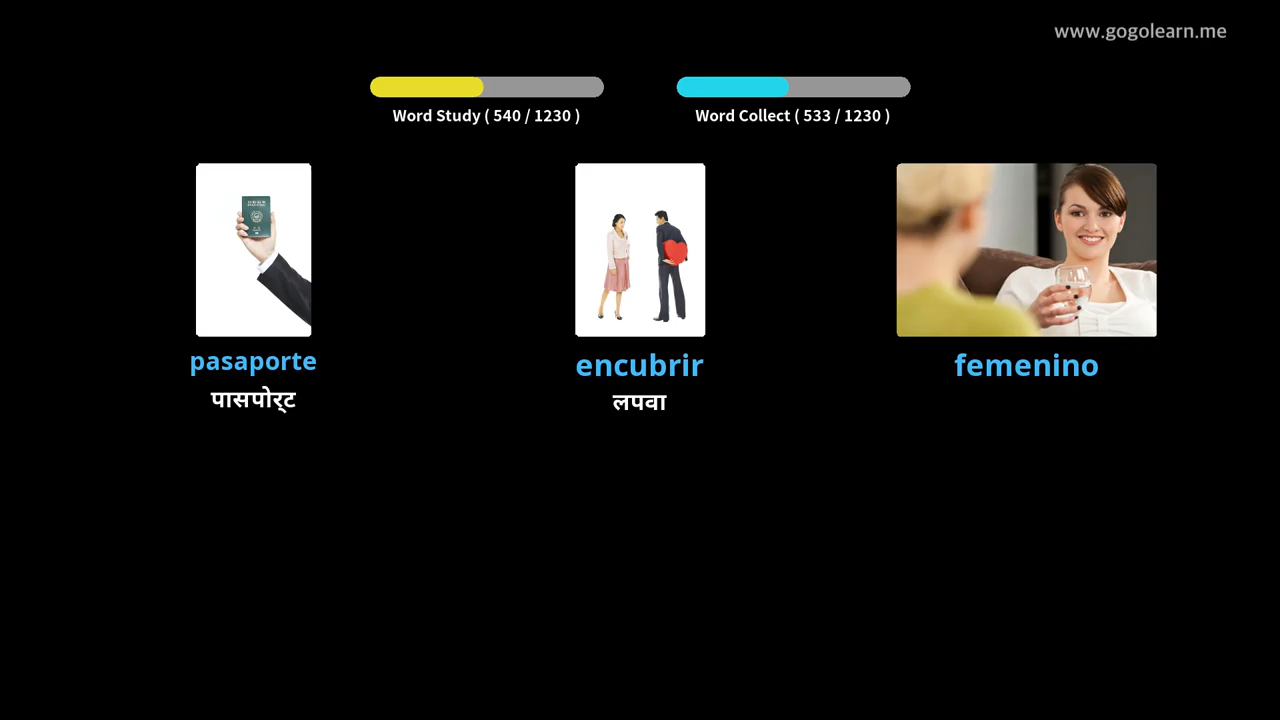 www.gogolearn.me
Word Study ( 540 / 1230 )
Word Collect ( 533 / 1230 )
pasaporte
पासपोर्ट
encubrir
लपवा
femenino